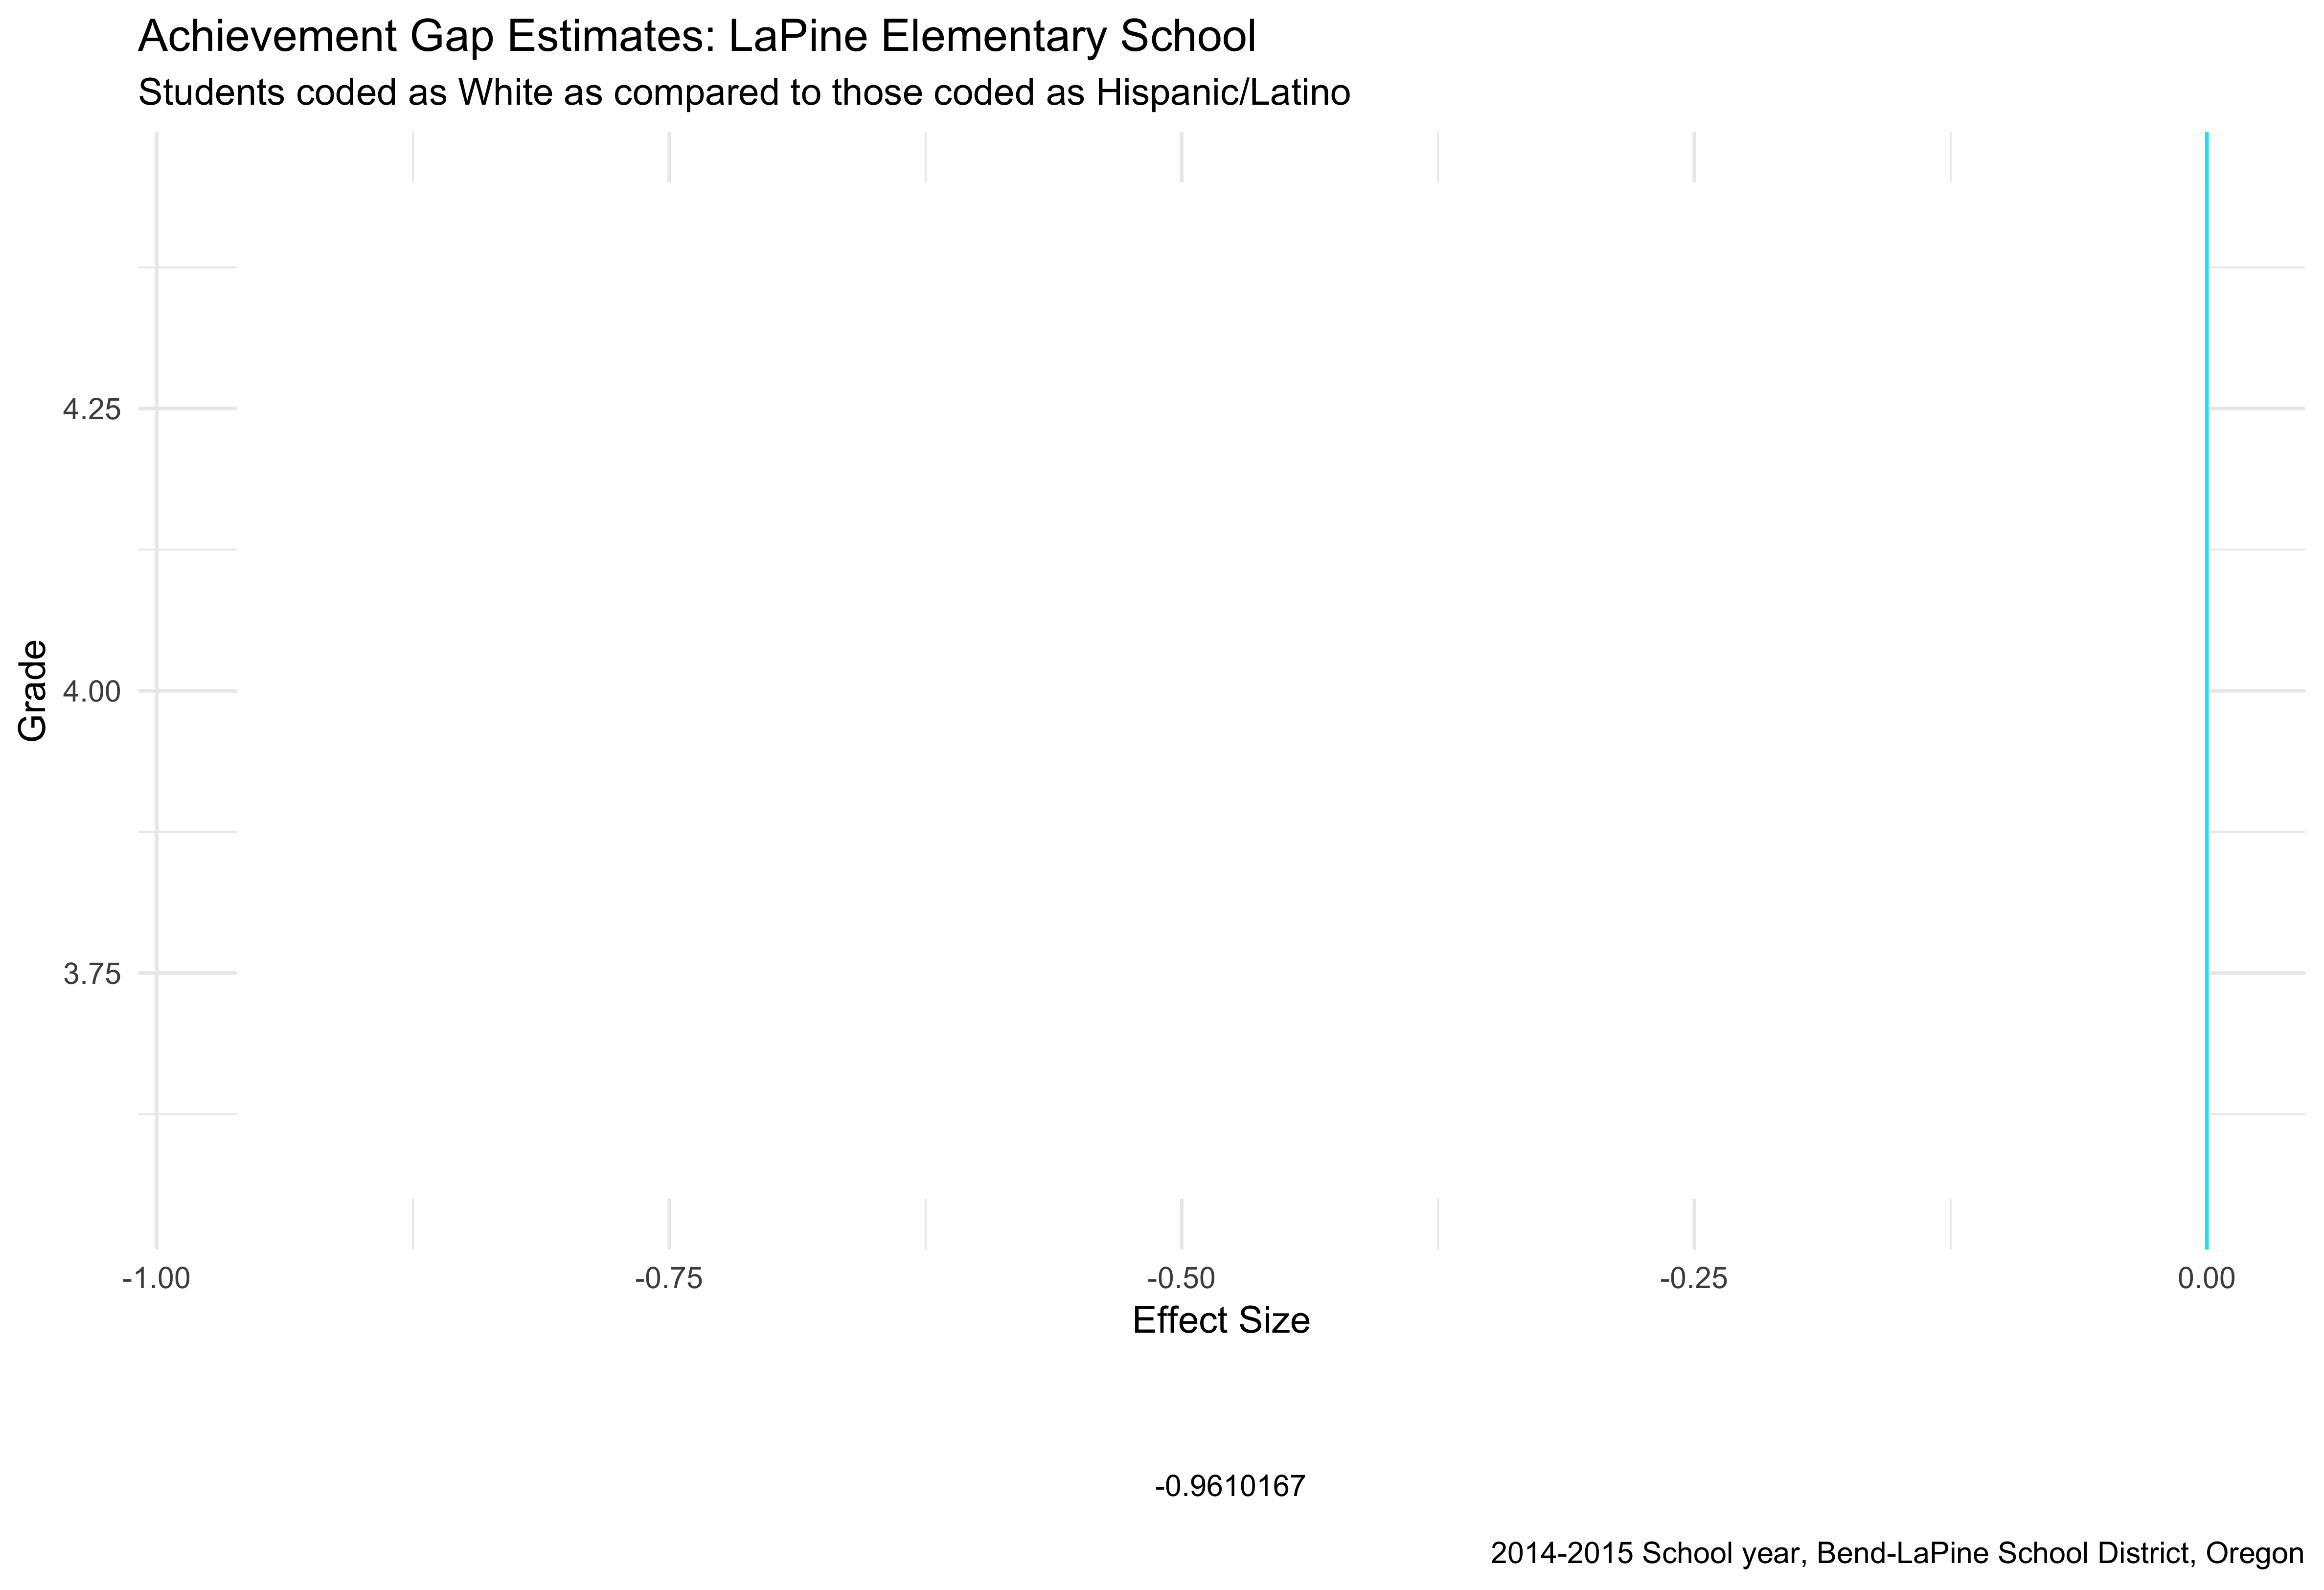 Achievement Gap Estimates: LaPine Elementary School
Students coded as White as compared to those coded as Hispanic/Latino
4.25
4.00
3.75
Grade
-1.00 -0.75 -0.50 -0.25 0.00
Effect Size
-0.9610167
2014-2015 School year, Bend-LaPine School District, Oregon